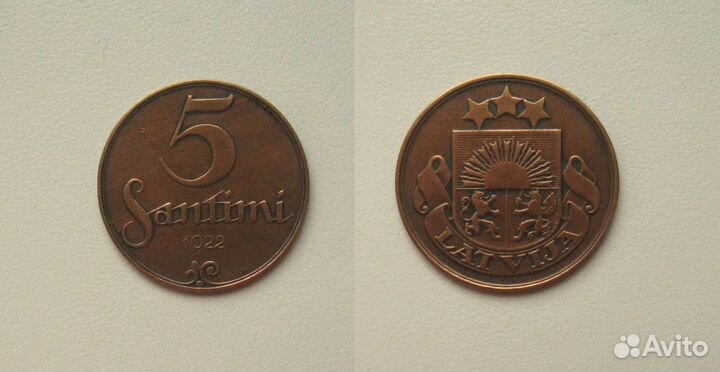 5
Santimi
1922
LATVIJA
Avito